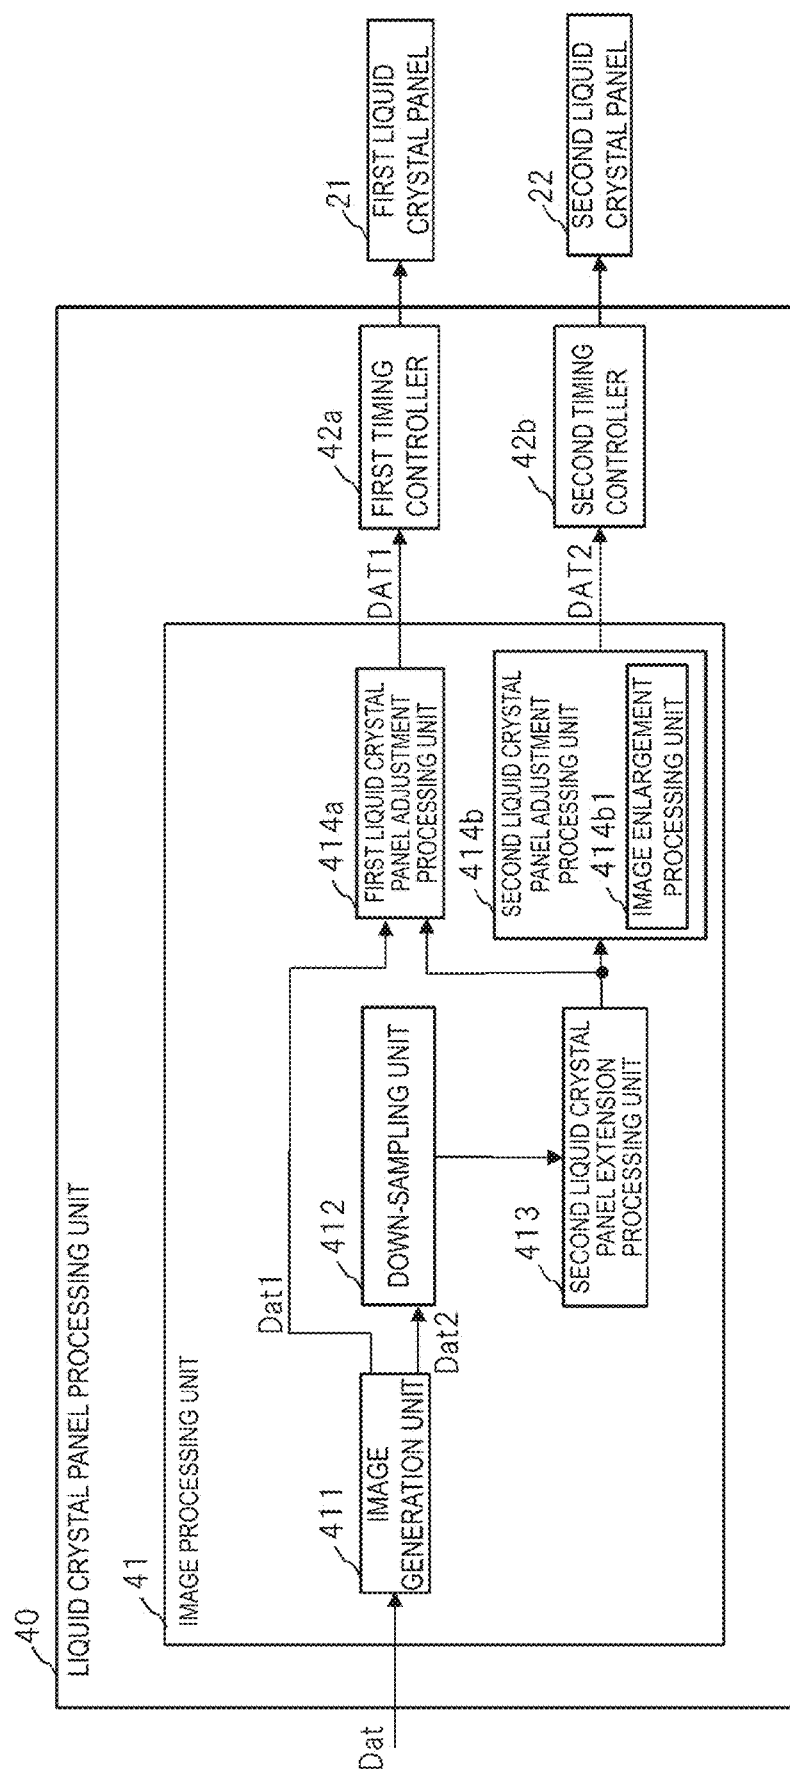 40
LIQUID CRYSTAL PANEL PROCESSING UNIT
41
IMAGE PROCESSING UNIT
Dat
411
IMAGE
GENERATION UNIT
Dat1
Dat2
412
DOWN-SAMPLING UNIT
413
SECOND LIQUID CRYSTAL
PANEL EXTENSION
PROCESSING UNIT
414a
FIRST LIQUID CRYSTAL
PANEL ADJUSTMENT
PROCESSING UNIT
414b
SECOND LIQUID CRYSTAL
PANEL ADJUSTMENT
PROCESSING UNIT
414b1
IMAGE ENLARGEMENT
PROCESSING UNIT
DAT1
DAT2
42a
FIRST TIMING
CONTROLLER
42b
SECOND TIMING
CONTROLLER
21
FIRST LIQUID
CRYSTAL PANEL
22
SECOND LIQUID
CRYSTAL PANEL